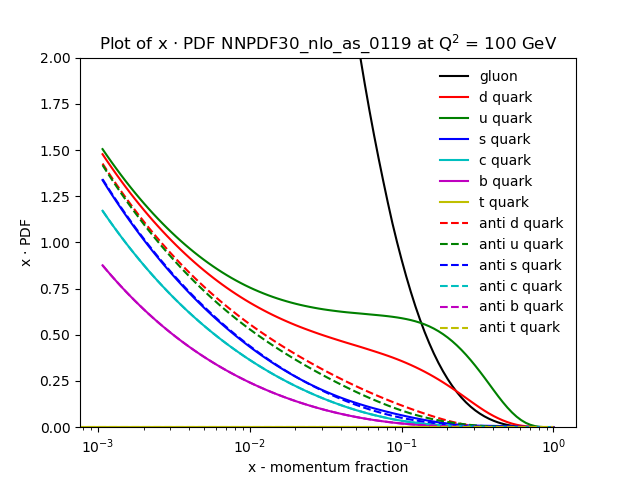 Plot of x · PDF NNPDF30_nlo_as_0119 at Q² = 100 GeV
2.00
1.75
1.50
1.25
1.00
0.75
0.50
0.25
0.00
x · PDF
gluon
d quark
u quark
s quark
c quark
b quark
t quark
anti d quark
anti u quark
anti s quark
anti c quark
anti b quark
anti t quark
10⁻³ 10⁻² 10⁻¹ 10⁰
x - momentum fraction